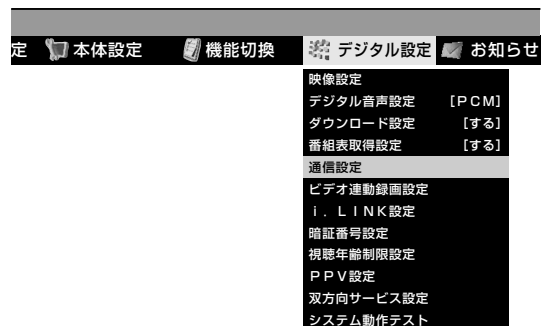 定 本体設定 機能切換 デジタル設定 お知らせ
映像設定
デジタル音声設定 [PCM]
ダウンロード設定 [する]
番組表取得設定 [する]
通信設定
ビデオ連動録画設定
i．LINK設定
暗証番号設定
視聴年齢制限設定
PPV設定
双方向サービス設定
システム動作テスト